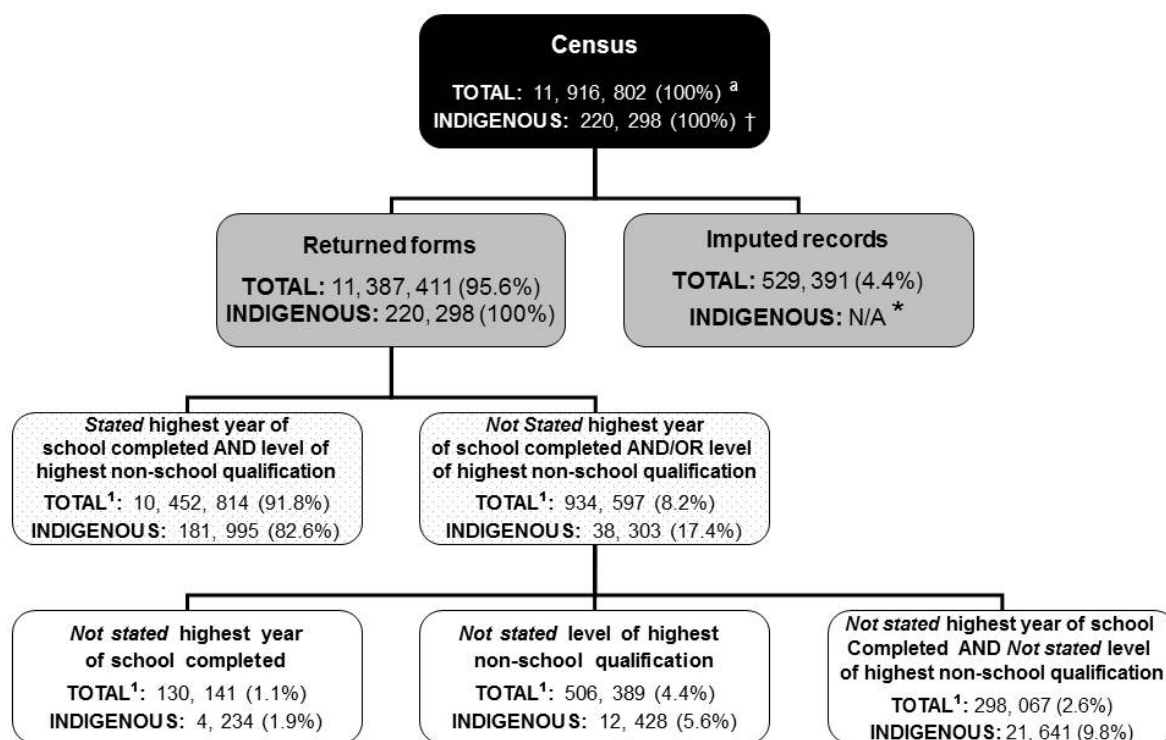 Census
TOTAL: 11, 916, 802 (100%) a
INDIGENOUS: 220, 298 (100%) †
Returned forms
TOTAL: 11, 387, 411 (95.6%)
INDIGENOUS: 220, 298 (100%)
Imputed records
TOTAL: 529, 391 (4.4%)
INDIGENOUS: N/A *
Stated highest year of
school completed AND level of
highest non-school qualification
TOTAL¹: 10, 452, 814 (91.8%)
INDIGENOUS: 181, 995 (82.6%)
Not Stated highest year
of school completed AND/OR level
of highest non-school qualification
TOTAL¹: 934, 597 (8.2%)
INDIGENOUS: 38, 303 (17.4%)
Not stated highest year
of school completed
TOTAL¹: 130, 141 (1.1%)
INDIGENOUS: 4, 234 (1.9%)
Not stated level of highest
non-school qualification
TOTAL¹: 506, 389 (4.4%)
INDIGENOUS: 12, 428 (5.6%)
Not stated highest year of school
Completed AND Not stated level
of highest non-school qualification
TOTAL¹: 298, 067 (2.6%)
INDIGENOUS: 21, 641 (9.8%)